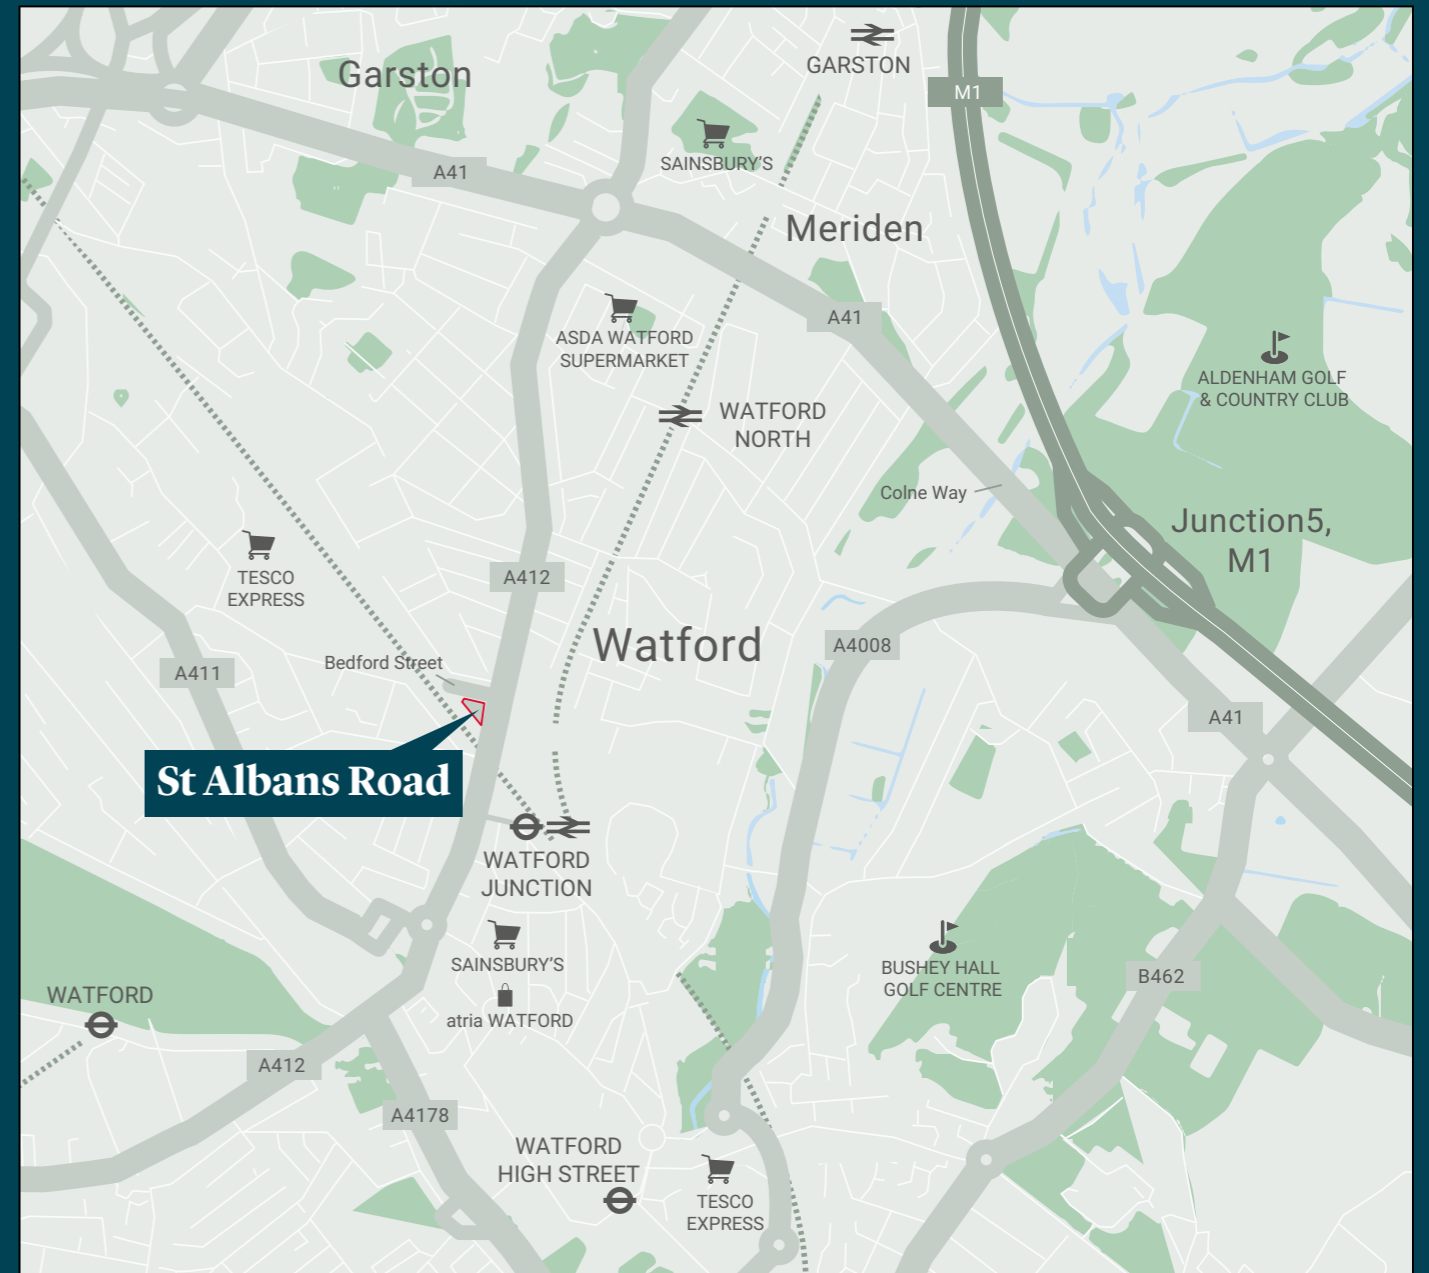 GARSTON
Garston
M1
SAINSBURY'S
A41
Meriden
A41
ASDA WATFORD
SUPERMARKET
ALDENHAM GOLF
& COUNTRY CLUB
WATFORD
NORTH
Colne Way
Junction5,
M1
TESCO
EXPRESS
A412
Watford
A4008
Bedford Street
A411
A41
St Albans Road
WATFORD
JUNCTION
SAINSBURY'S
BUSHEY HALL
GOLF CENTRE
B462
WATFORD
atria WATFORD
A412
A4178
WATFORD
HIGH STREET
TESCO
EXPRESS